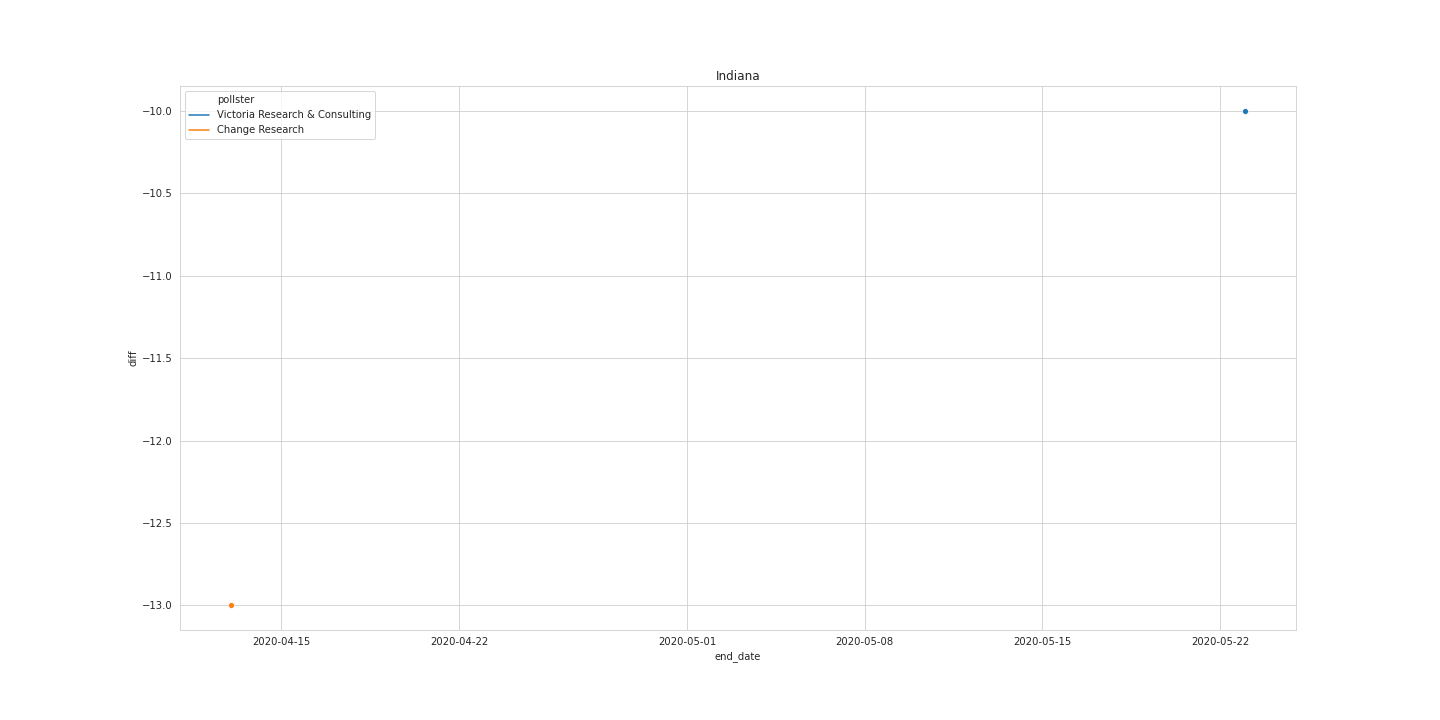 Indiana
pollster
Victoria Research & Consulting
Change Research
−10.0
−10.5
−11.0
−11.5
−12.0
−12.5
−13.0
diff
2020-04-15 2020-04-22 2020-05-01 2020-05-08 2020-05-15 2020-05-22
end_date